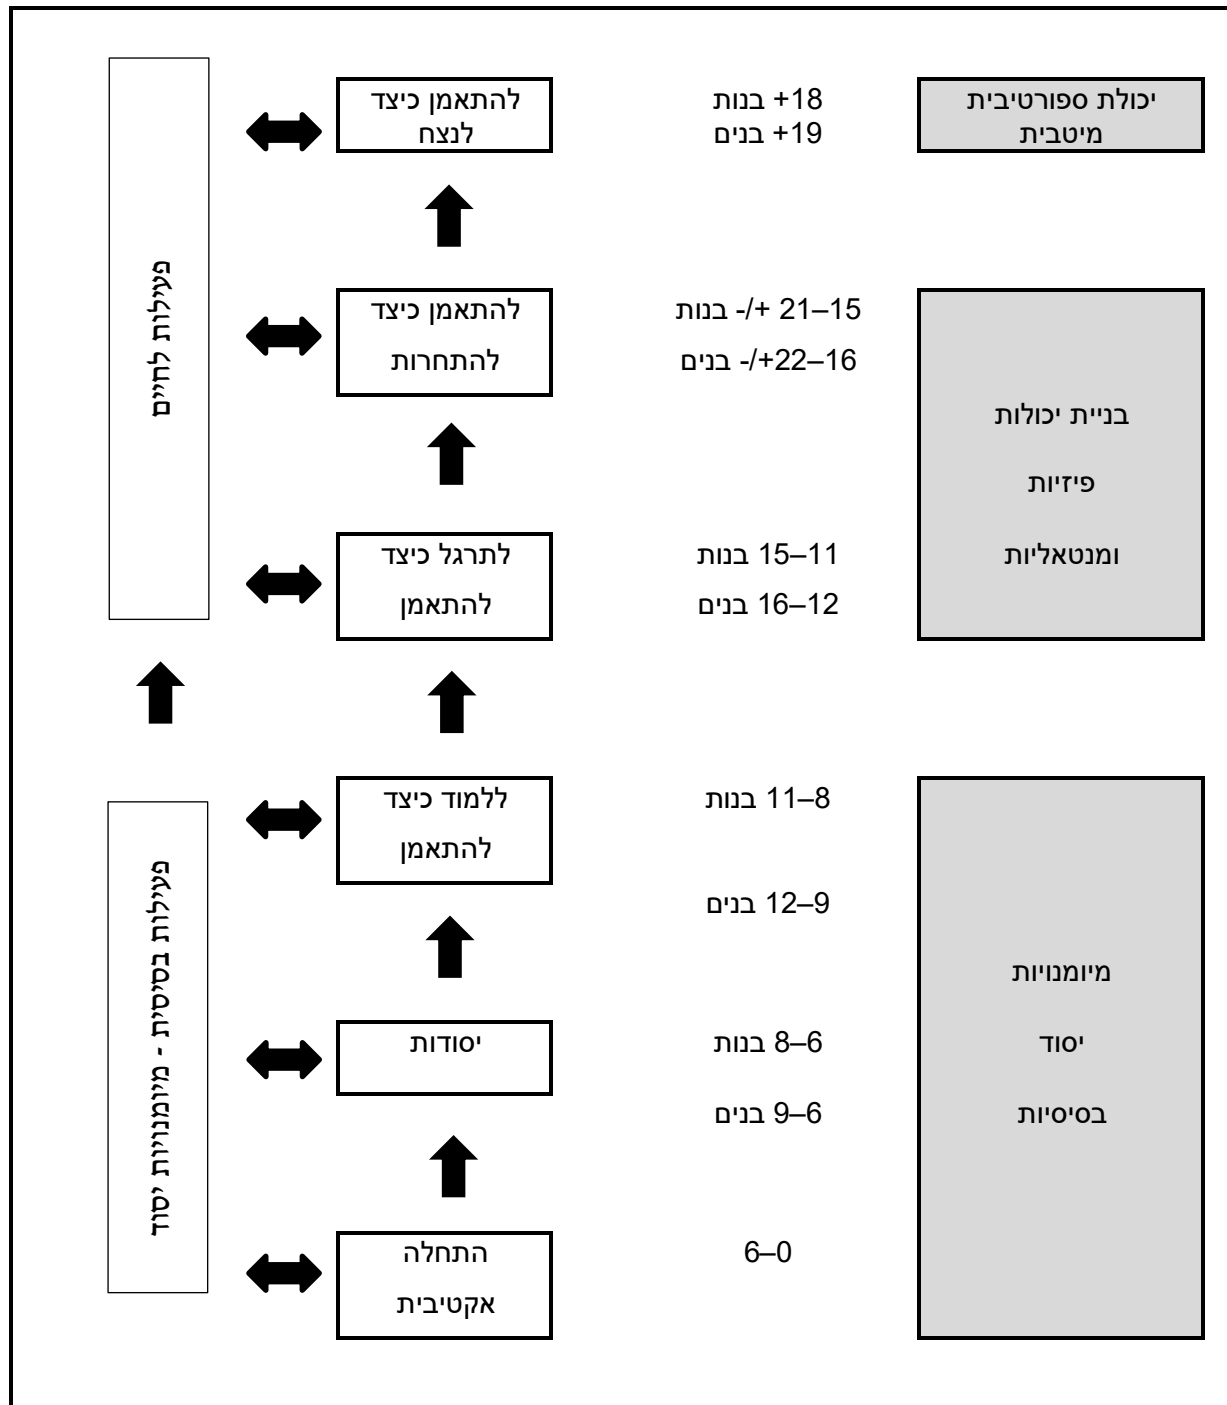 יכולת ספורטיבית
מיטבית
18+ בנות
19+ בנים
להתאמן כיצד
לנצח
פעילות לחיים
בניית יכולות
פיזיות
ומנטאליות
15–21 +/- בנות
16–22+/- בנים
להתאמן כיצד
להתחרות
11–15 בנות
12–16 בנים
לתרגל כיצד
להתאמן
מיומנויות
יסוד
בסיסיות
8–11 בנות
9–12 בנים
ללמוד כיצד
להתאמן
פעילות בסיסית - מיומנויות יסוד
6–8 בנות
6–9 בנים
יסודות
0–6
התחלה
אקטיבית